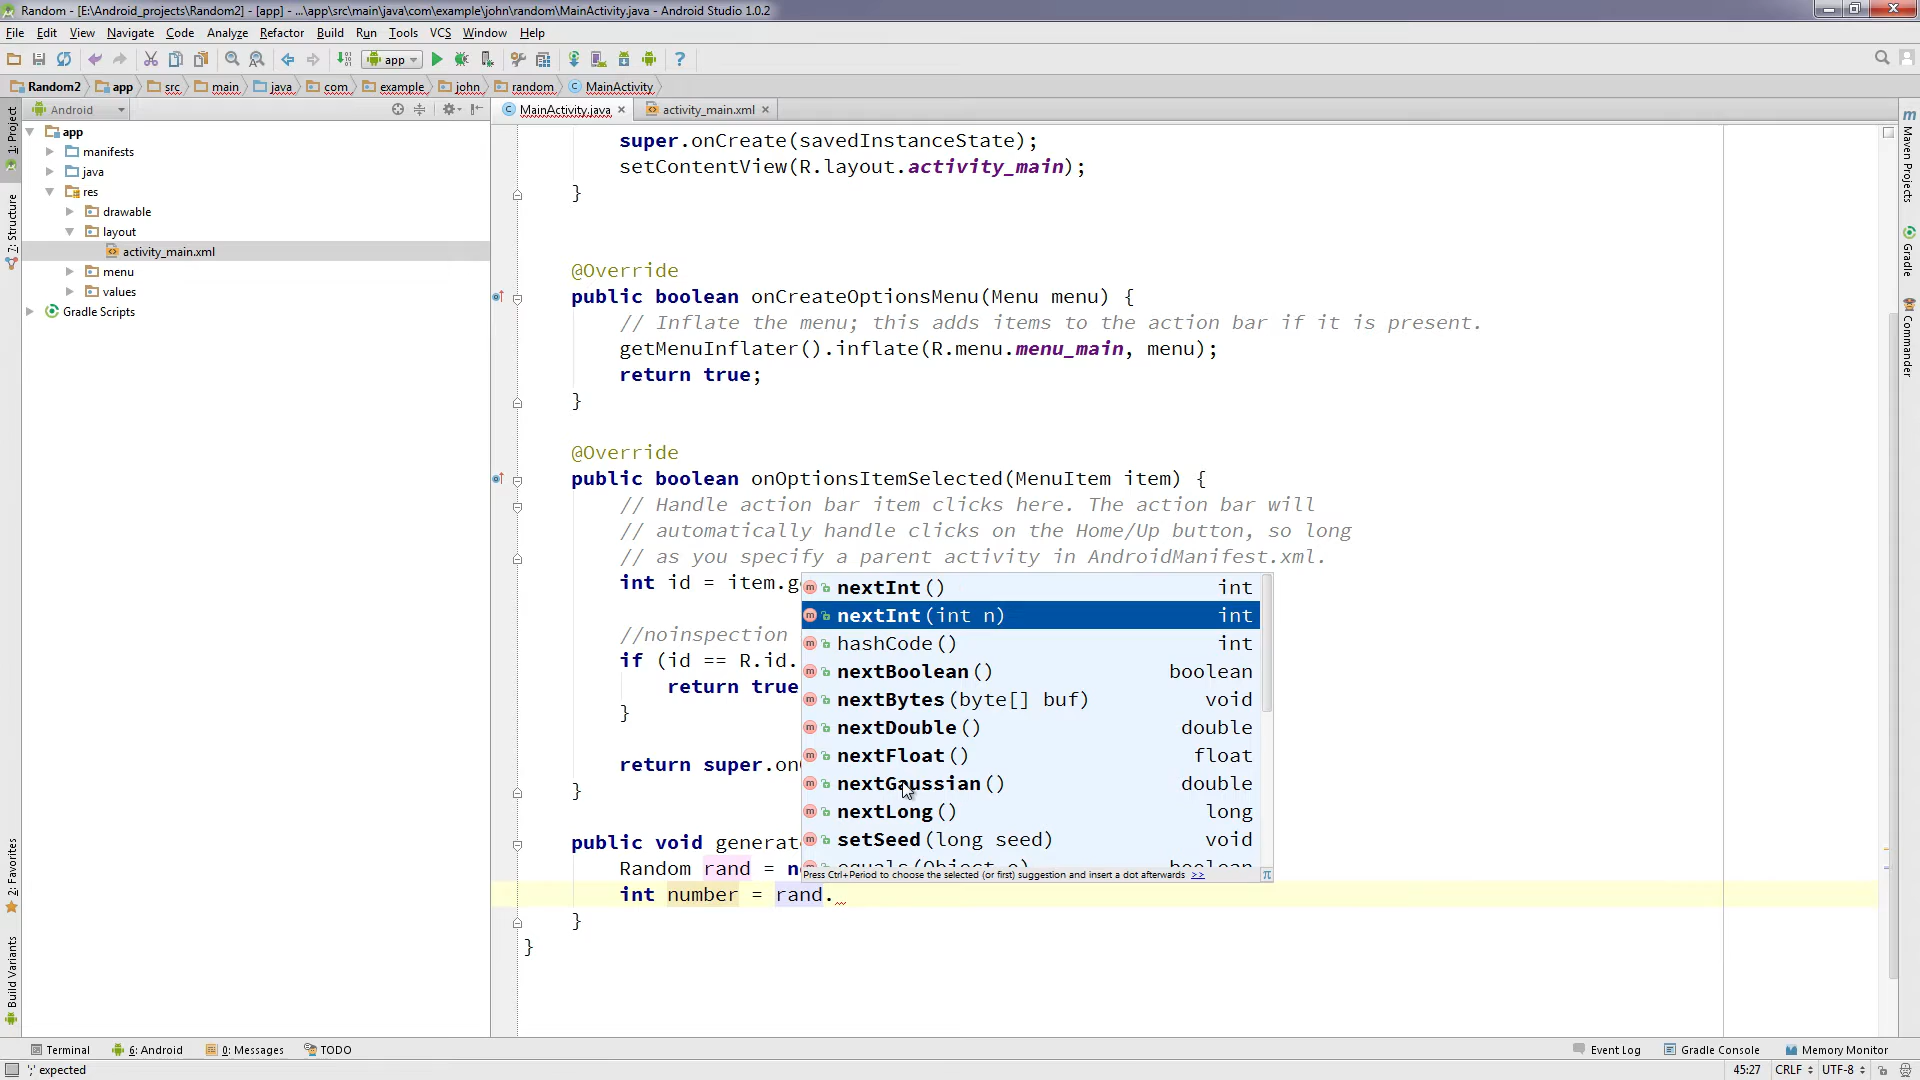 Random - [E:\Android_projects\Random2] - [app] - ...\app\src\main\java\com\example\john\random\MainActivity.java - Android Studio 1.0.2
File Edit View Navigate Code Analyze Refactor Build Run Tools VCS Window Help
app
Random2 app src main java com example john random MainActivity
Android
MainActivity.java activity_main.xml
1: Project
7: Structure
2: Favorites
Build Variants
app
manifests
java
res
drawable
layout
activity_main.xml
menu
values
Gradle Scripts
super.onCreate(savedInstanceState);
setContentView(R.layout.activity_main);
}
@Override
public boolean onCreateOptionsMenu(Menu menu) {
// Inflate the menu; this adds items to the action bar if it is present.
getMenuInflater().inflate(R.menu.menu_main, menu);
return true;
}
@Override
public boolean onOptionsItemSelected(MenuItem item) {
// Handle action bar item clicks here. The action bar will
// automatically handle clicks on the Home/Up button, so long
// as you specify a parent activity in AndroidManifest.xml.
int id = item.g
//noinspection
if (id == R.id.
return true
}
return super.on
}
public void generat
Random rand = n
int number = rand.
}
}
nextInt() int
nextInt(int n) int
hashCode() int
nextBoolean() boolean
nextBytes(byte[] buf) void
nextDouble() double
nextFloat() float
nextGaussian() double
nextLong() long
setSeed(long seed) void
equals(Object o) boolean
Press Ctrl+Period to choose the selected (or first) suggestion and insert a dot afterwards >>
π
m Maven Projects
Gradle
Commander
Terminal 6: Android 0: Messages TODO Event Log Gradle Console Memory Monitor
';' expected 45:27 CRLF UTF-8